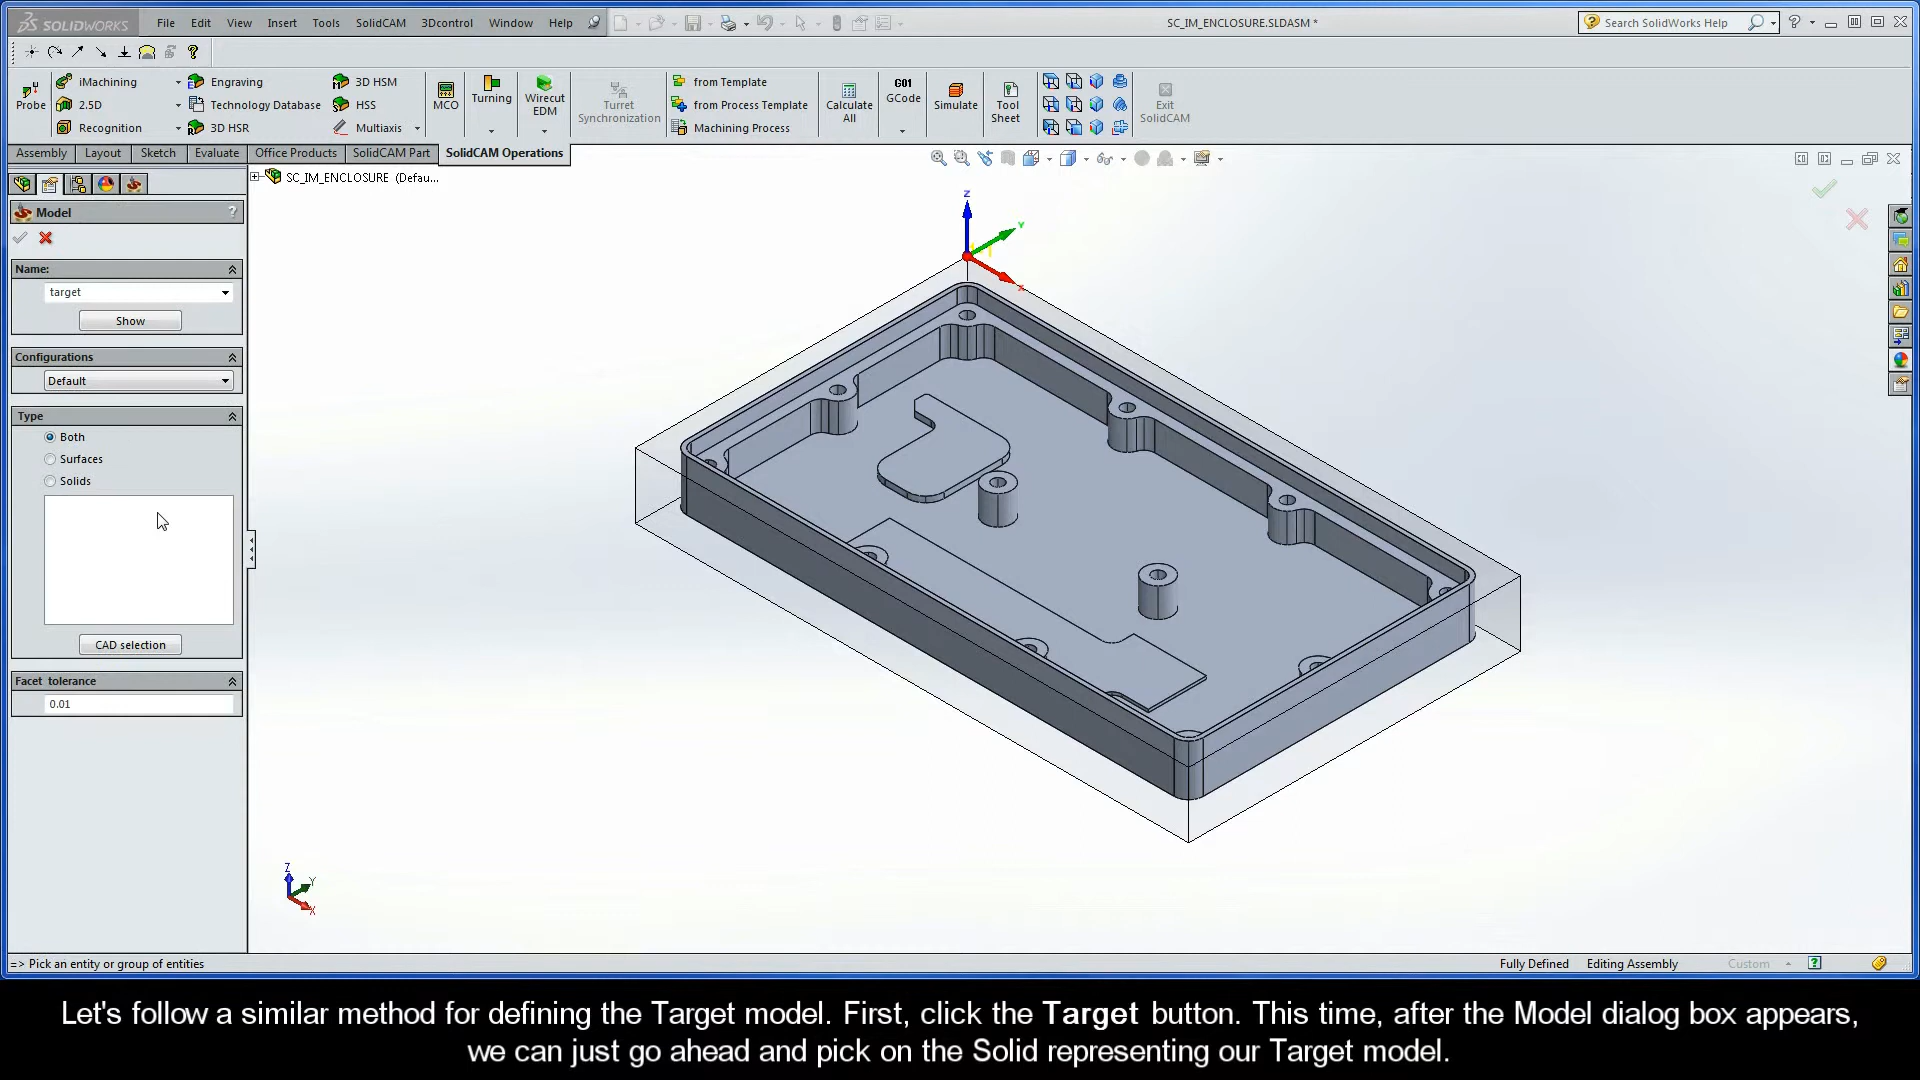 SOLIDWORKS File Edit View Insert Tools SolidCAM 3Dcontrol Window Help SC_IM_ENCLOSURE.SLDASM * Search SolidWorks Help
Probe iMachining Engraving 3D HSM MCO Turning Wirecut EDM Turret Synchronization from Template Calculate All G01 GCode Simulate Tool Sheet Exit SolidCAM
2.5D Technology Database HSS from Process Template
Recognition 3D HSR Multiaxis Machining Process
Assembly Layout Sketch Evaluate Office Products SolidCAM Part SolidCAM Operations
SC_IM_ENCLOSURE (Defau...
Model ?
Name:
target
Show
Configurations
Default
Type
Both
Surfaces
Solids
CAD selection
Facet tolerance
0.01
Z
Y
X
Z
Y
X
=> Pick an entity or group of entities Fully Defined Editing Assembly Custom
Let's follow a similar method for defining the Target model. First, click the Target button. This time, after the Model dialog box appears,
we can just go ahead and pick on the Solid representing our Target model.